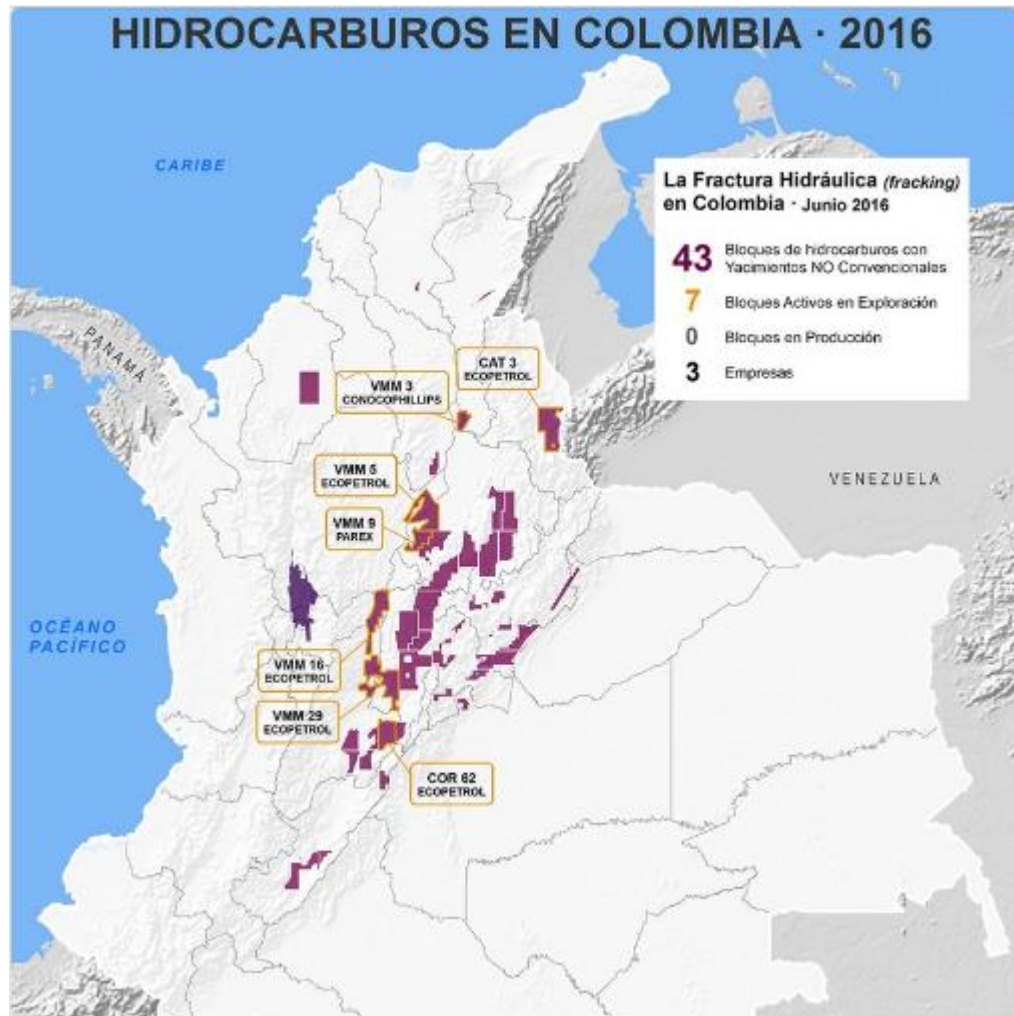 HIDROCARBUROS EN COLOMBIA · 2016
CARIBE
La Fractura Hidráulica (fracking)
en Colombia · Junio 2016
43 Bloques de hidrocarburos con
Yacimientos NO Convencionales
7 Bloques Activos en Exploración
0 Bloques en Producción
3 Empresas
PANAMÁ
CAT 3
ECOPETROL
VMM 3
CONOCOPHILLIPS
VMM 5
ECOPETROL
VENEZUELA
VMM 9
PAREX
OCÉANO
PACÍFICO
VMM 16
ECOPETROL
VMM 29
ECOPETROL
COR 62
ECOPETROL